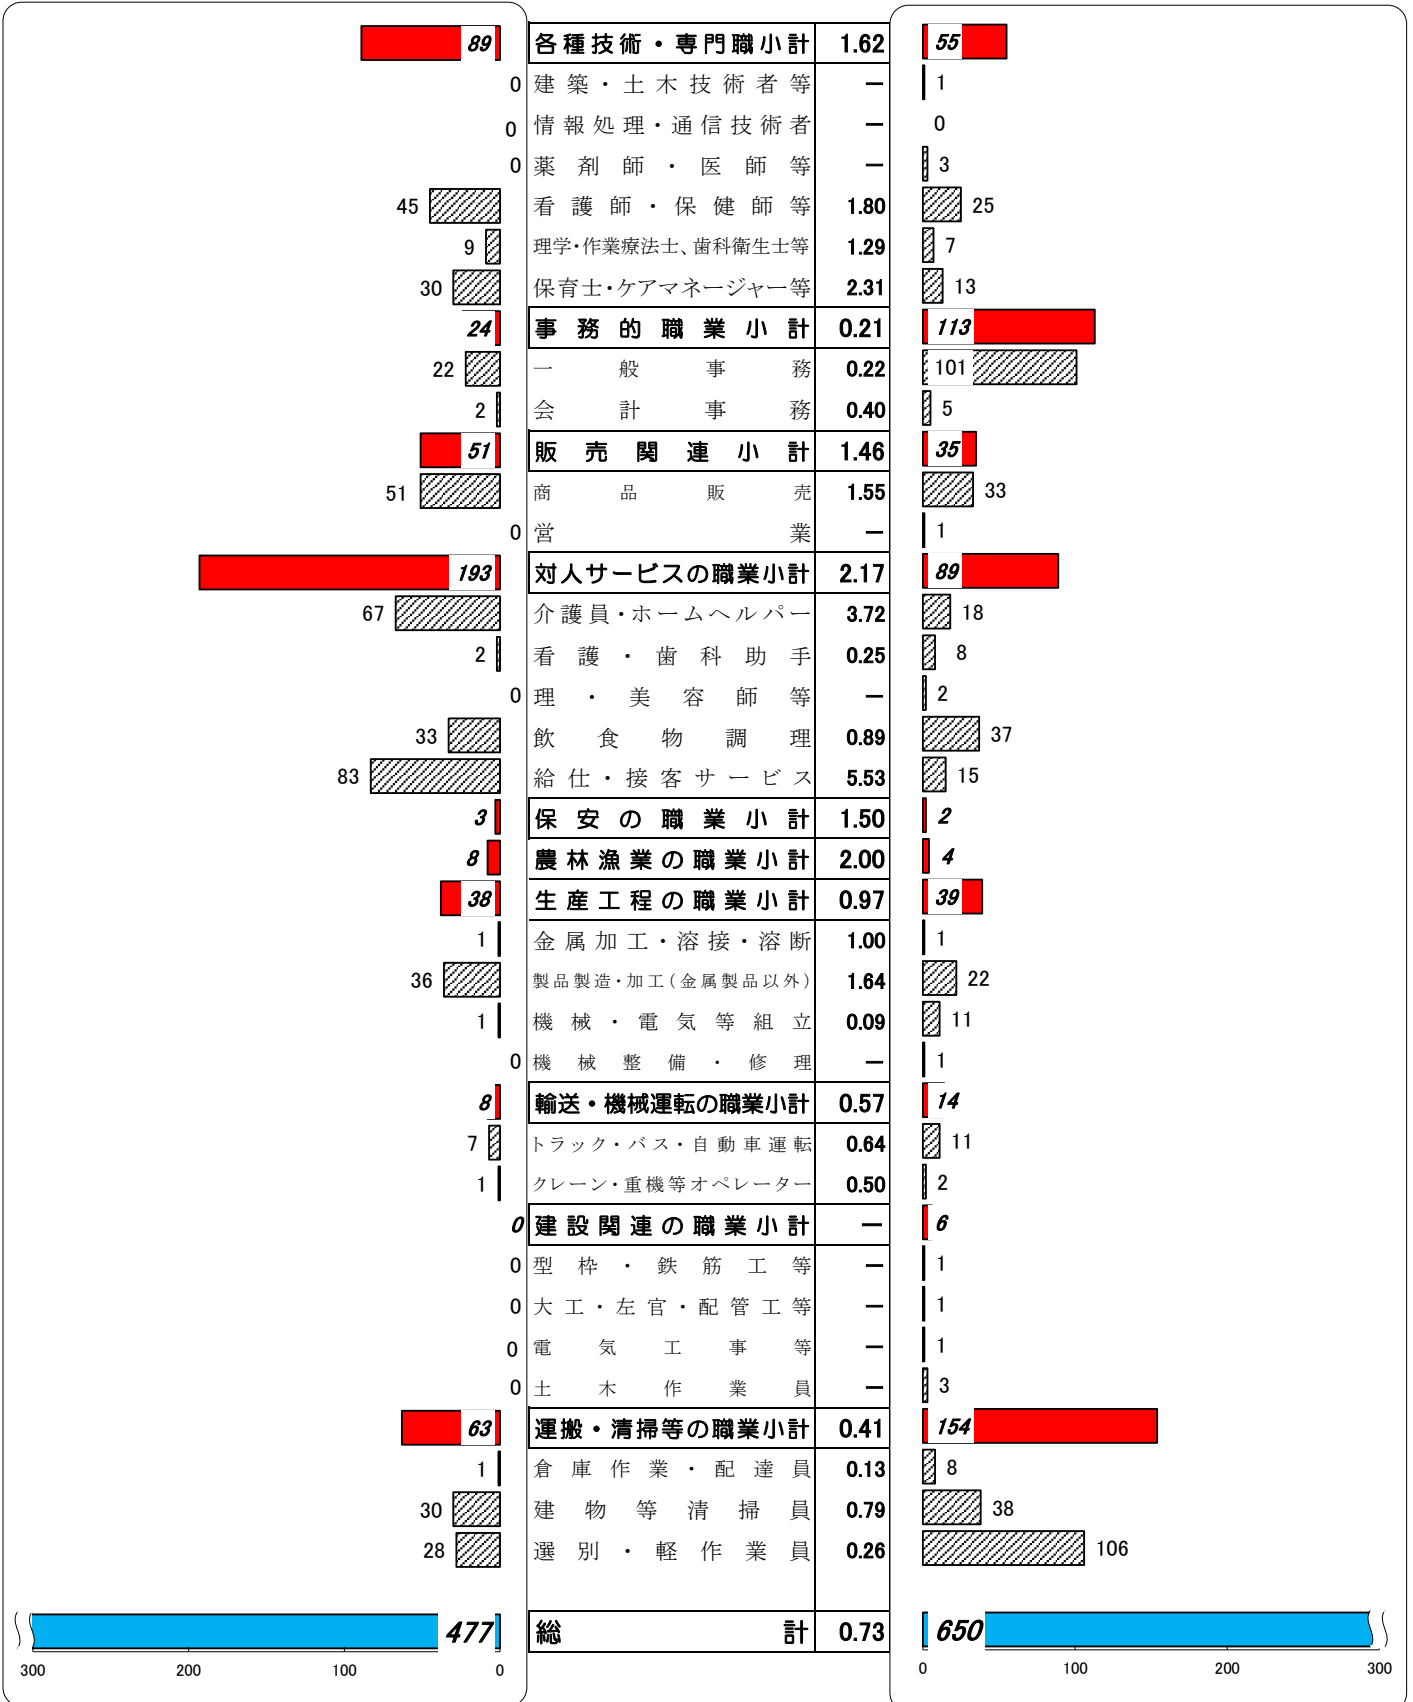 89 各種技術・専門職小計 1.62 55
0 建築・土木技術者等 － 1
0 情報処理・通信技術者 － 0
0 薬剤師・医師等 － 3
45 看護師・保健師等 1.80 25
9 理学・作業療法士、歯科衛生士等 1.29 7
30 保育士・ケアマネージャー等 2.31 13
24 事務的職業小計 0.21 113
22 一般事務 0.22 101
2 会計事務 0.40 5
51 販売関連小計 1.46 35
51 商品販売 1.55 33
0 営業 － 1
193 対人サービスの職業小計 2.17 89
67 介護員・ホームヘルパー 3.72 18
2 看護・歯科助手 0.25 8
0 理・美容師等 － 2
33 飲食物調理 0.89 37
83 給仕・接客サービス 5.53 15
3 保安の職業小計 1.50 2
8 農林漁業の職業小計 2.00 4
38 生産工程の職業小計 0.97 39
1 金属加工・溶接・溶断 1.00 1
36 製品製造・加工(金属製品以外) 1.64 22
1 機械・電気等組立 0.09 11
0 機械整備・修理 － 1
8 輸送・機械運転の職業小計 0.57 14
7 トラック・バス・自動車運転 0.64 11
1 クレーン・重機等オペレーター 0.50 2
0 建設関連の職業小計 － 6
0 型枠・鉄筋工等 － 1
0 大工・左官・配管工等 － 1
0 電気工事等 － 1
0 土木作業員 － 3
63 運搬・清掃等の職業小計 0.41 154
1 倉庫作業・配達員 0.13 8
30 建物等清掃員 0.79 38
28 選別・軽作業員 0.26 106
477 総計 0.73 650
300 200 100 0 0 100 200 300